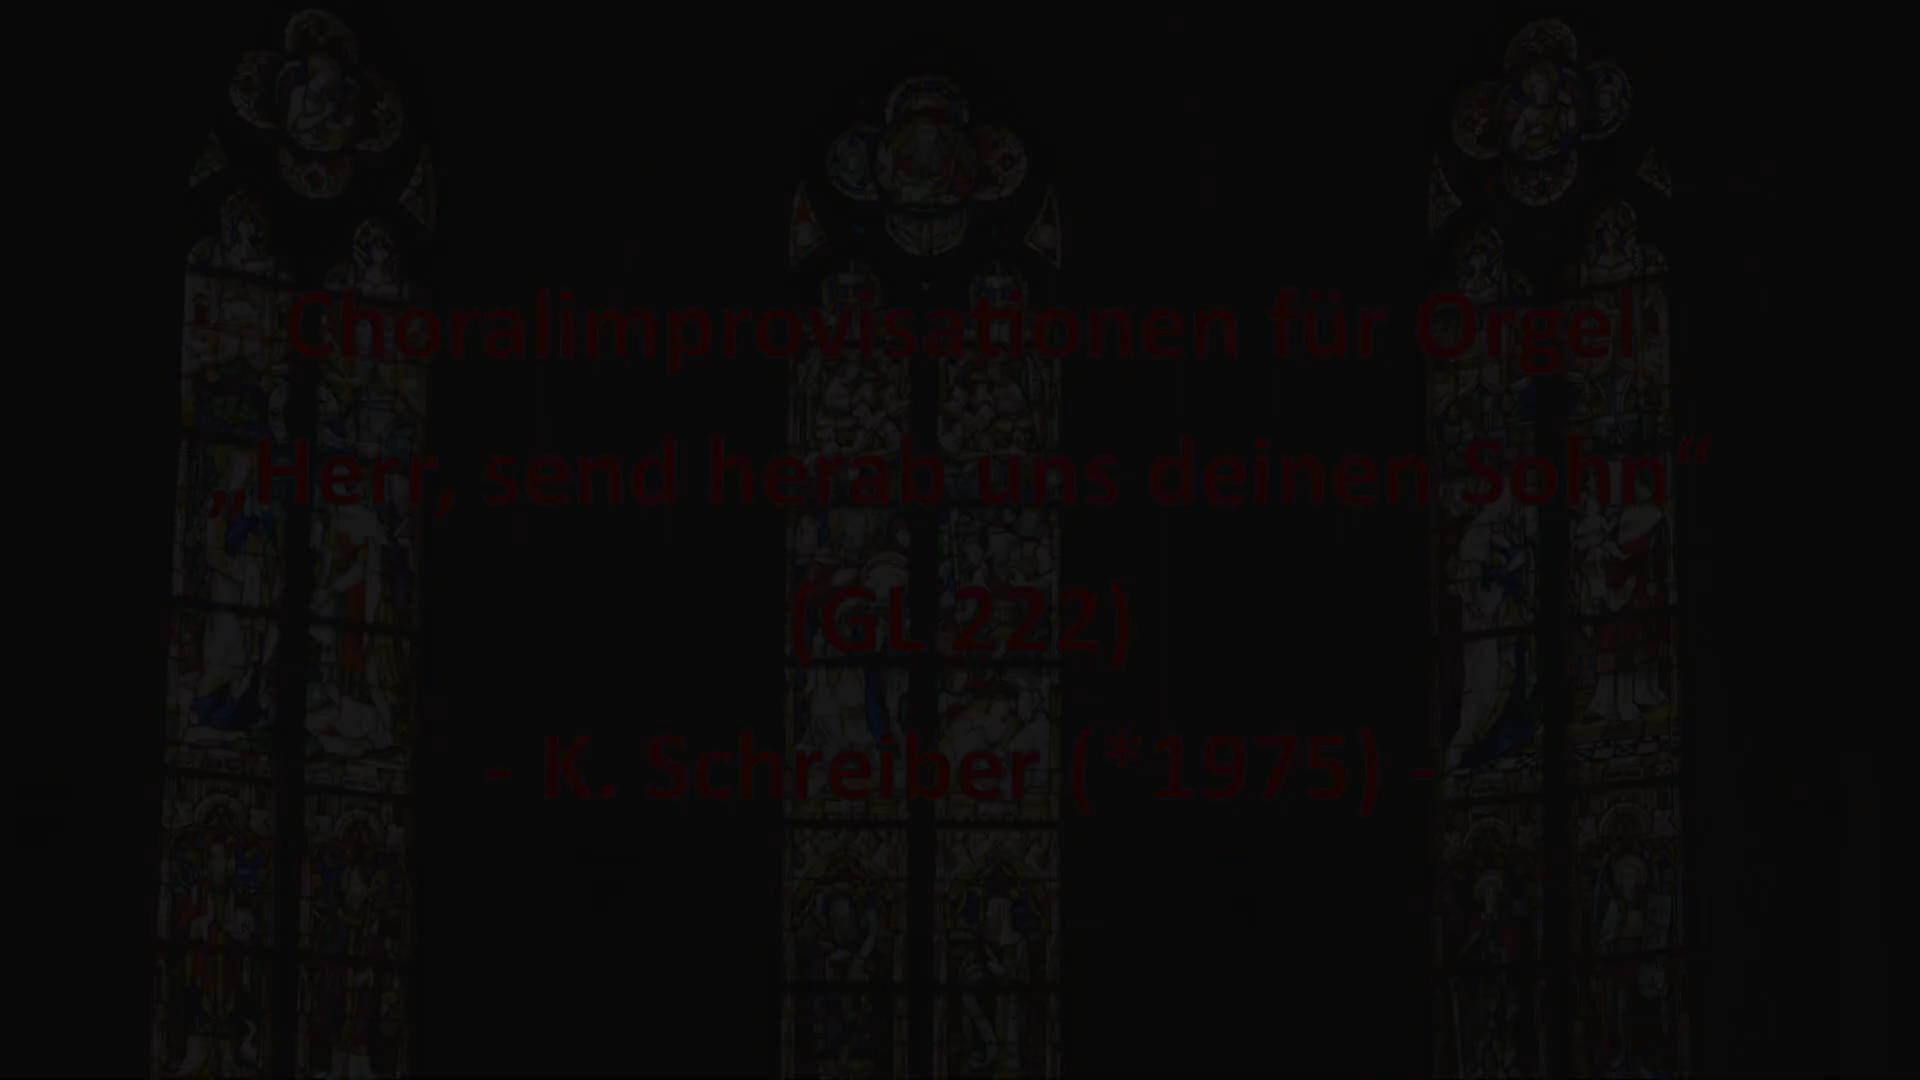 Choralimprovisationen für Orgel
„Herr, send herab uns deinen Sohn“
(GL 222)
- K. Schreiber (*1975) -